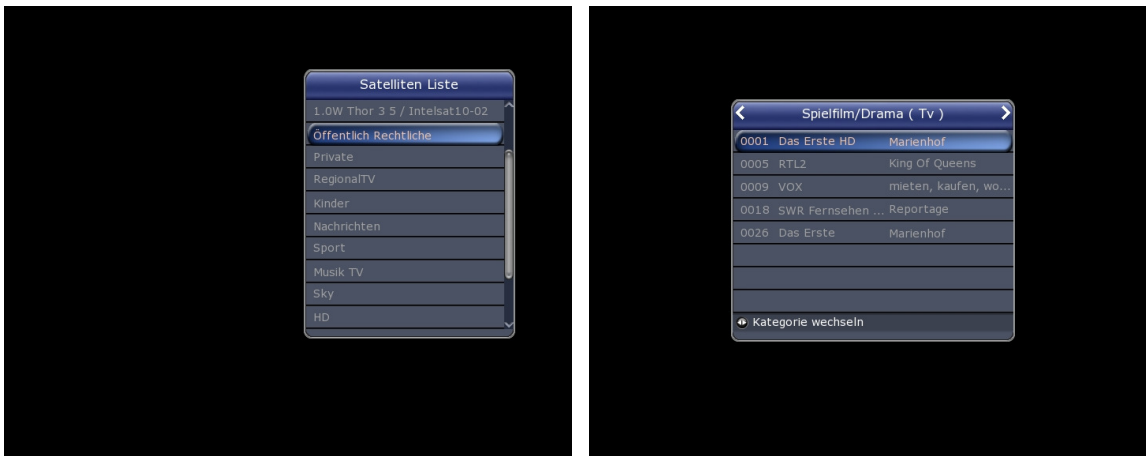 Satelliten Liste
1.0W Thor 3 5 / Intelsat10-02
Öffentlich Rechtliche
Private
RegionalTV
Kinder
Nachrichten
Sport
Musik TV
Sky
HD
Spielfilm/Drama ( Tv )
0001 Das Erste HD Marienhof
0005 RTL2 King Of Queens
0009 VOX mieten, kaufen, wo...
0018 SWR Fernsehen ... Reportage
0026 Das Erste Marienhof
Kategorie wechseln